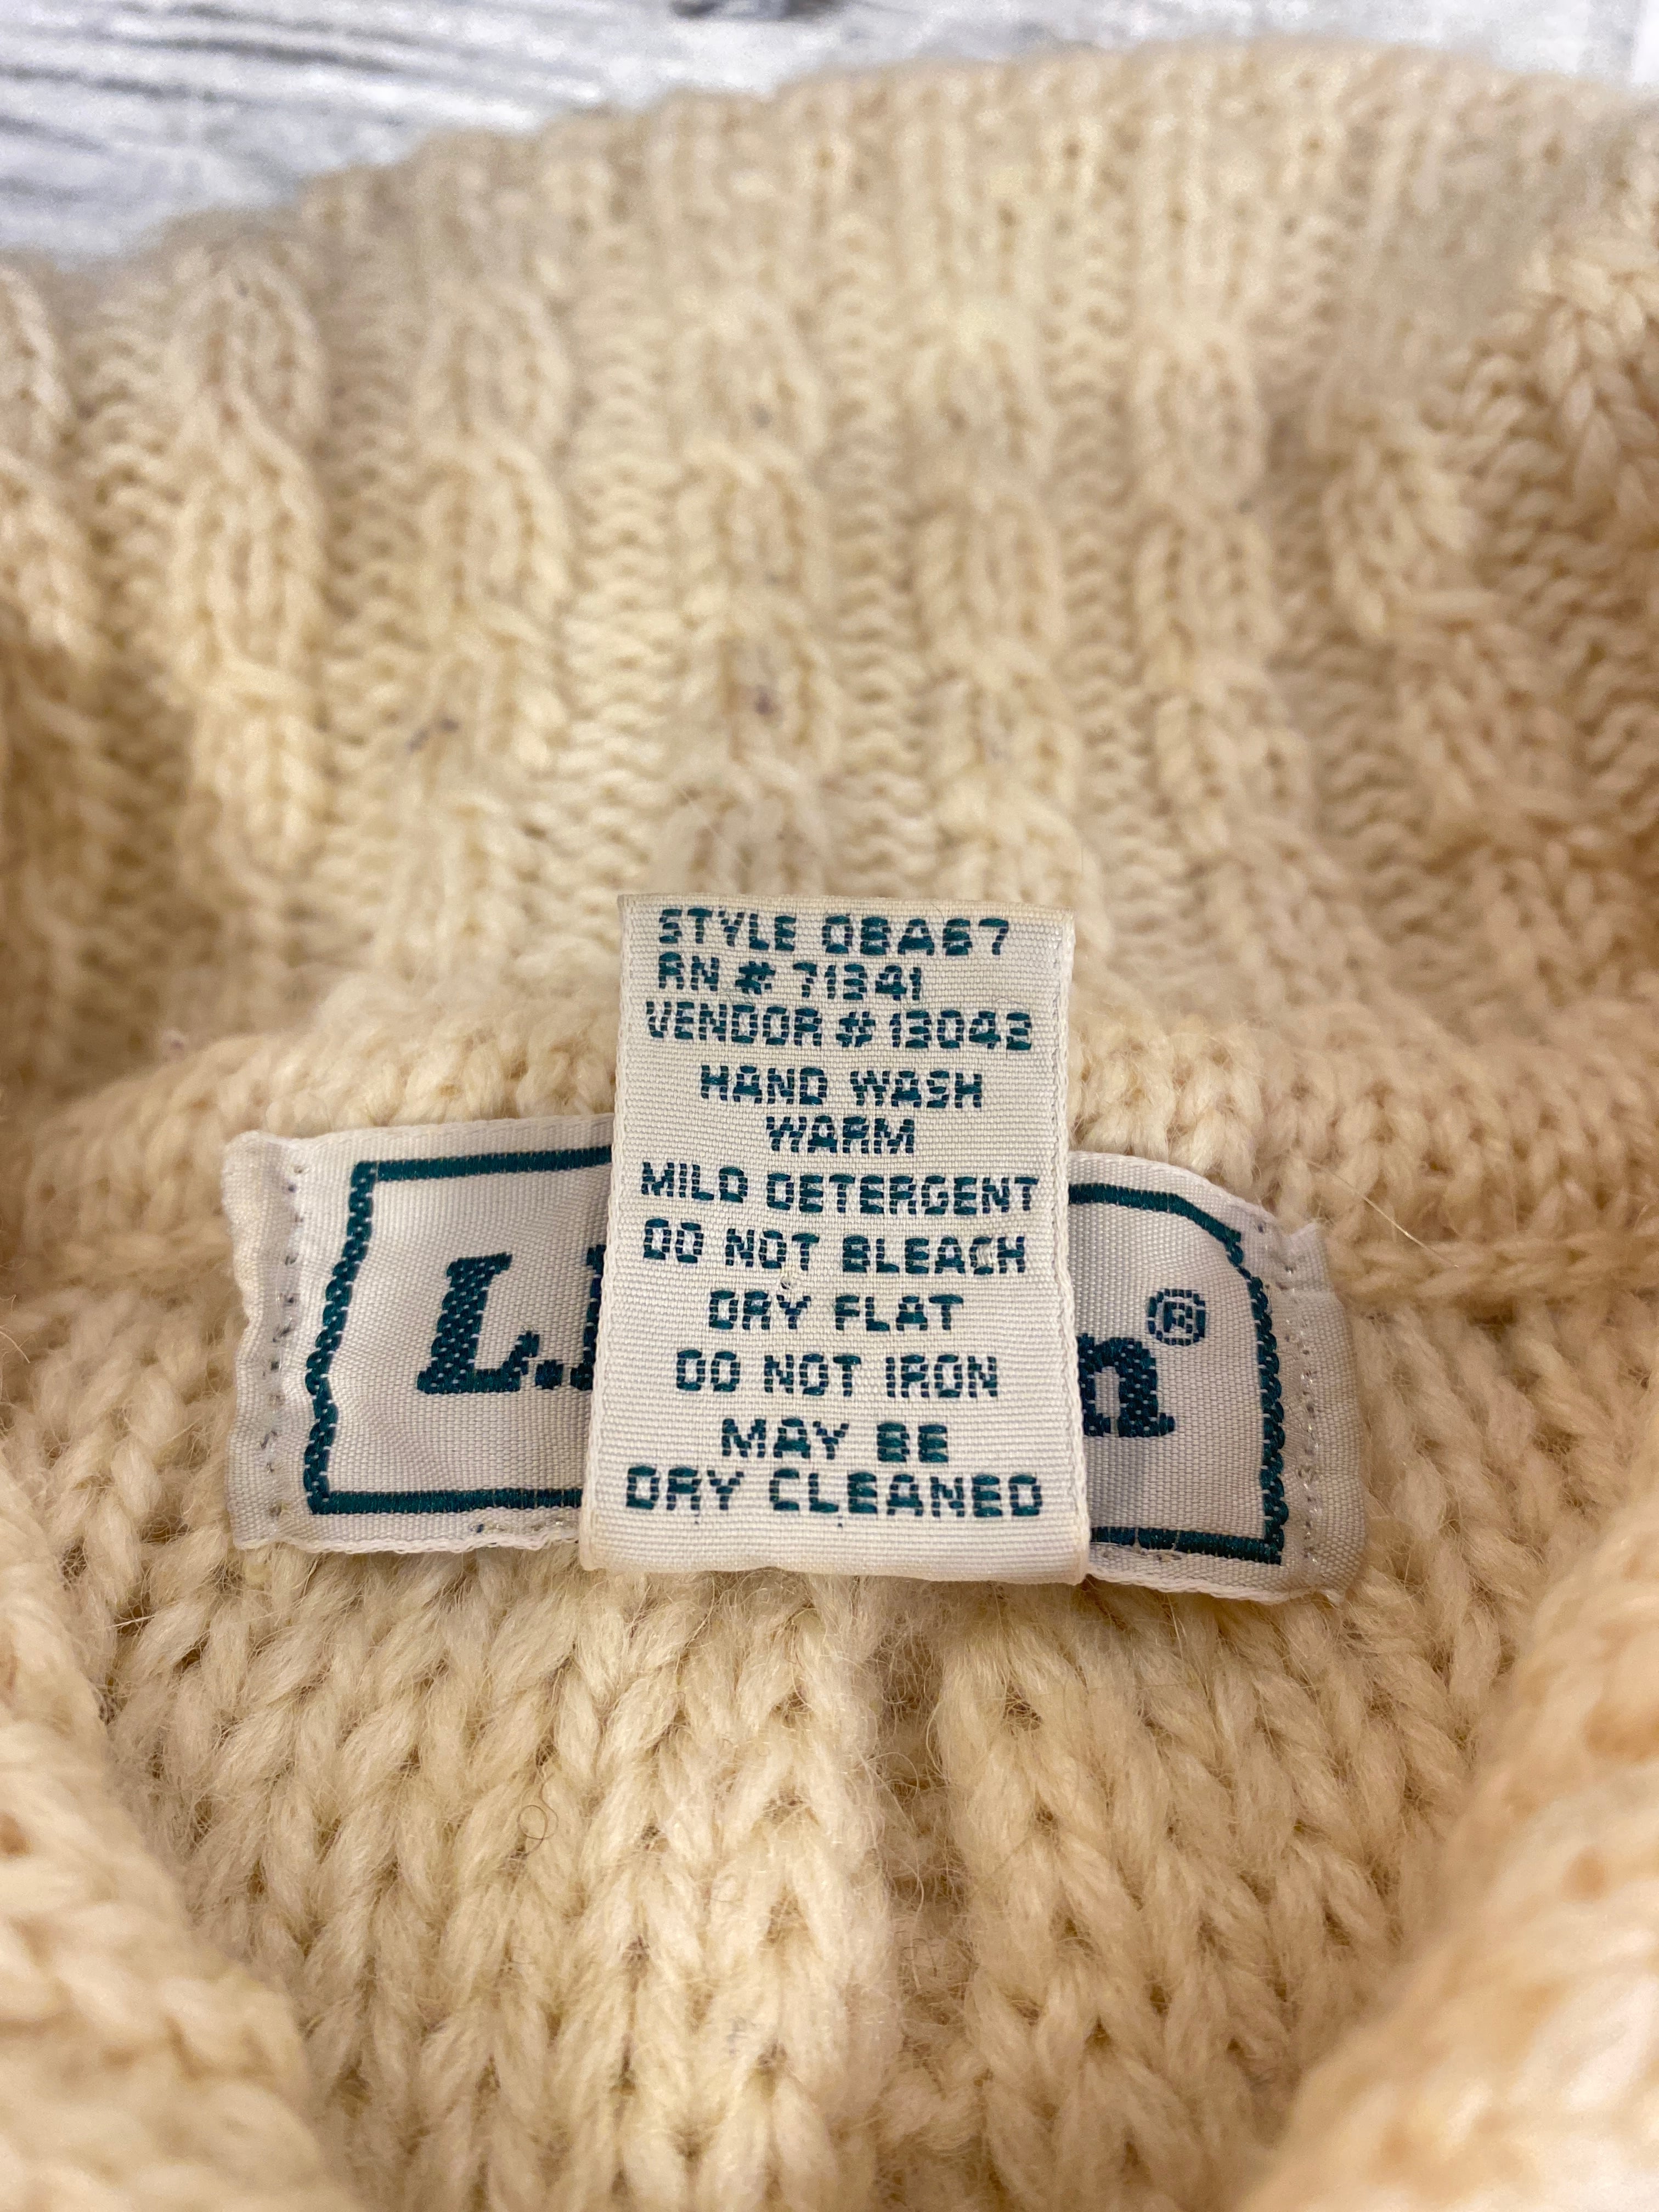 STYLE 0BA67
RN # 71341
VENDOR # 13043
HAND WASH
WARM
MILD DETERGENT
DO NOT BLEACH
DRY FLAT
DO NOT IRON
MAY BE
DRY CLEANED
L.
n®